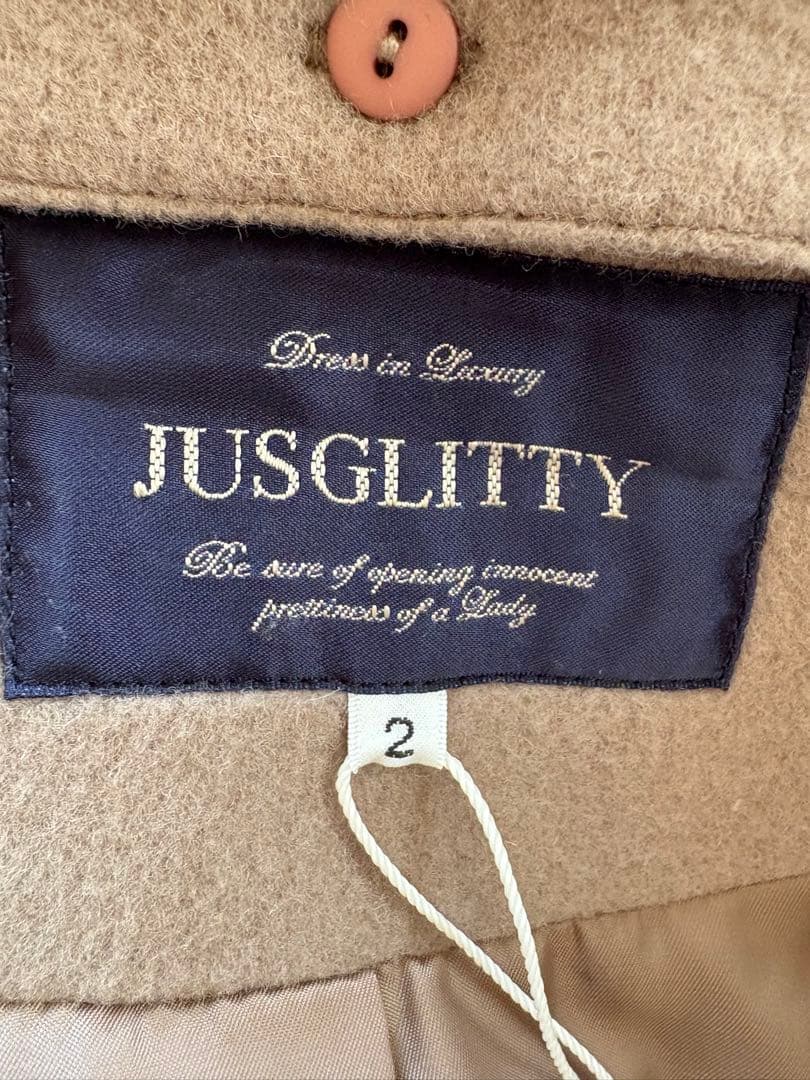 Dress in Luxury
JUSGLITTY
Be sure of opening innocent
prettiness of a Lady
2